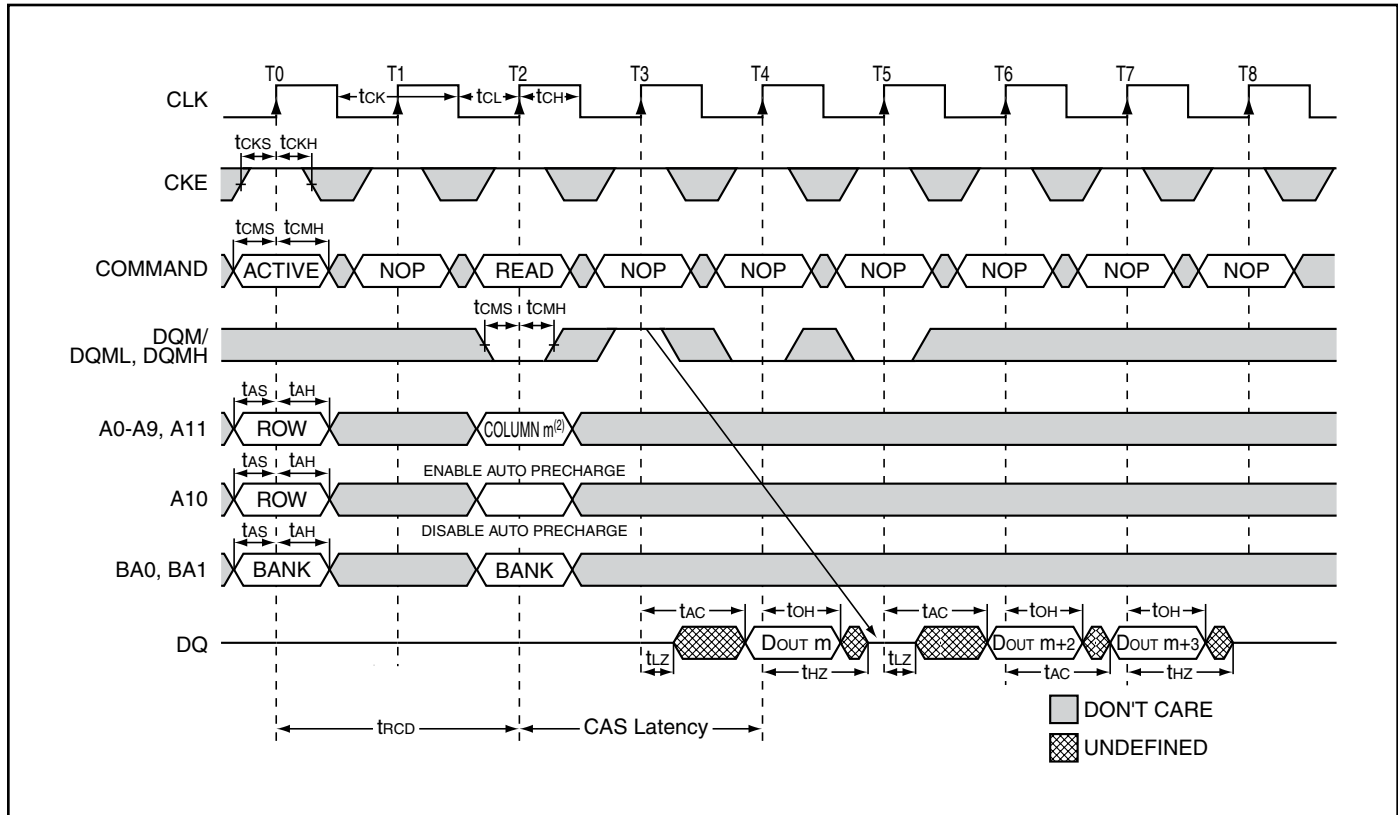 T0 T1 T2 T3 T4 T5 T6 T7 T8
CLK tCK tCL tCH
tCKS tCKH
CKE
tCMS tCMH
COMMAND ACTIVE NOP READ NOP NOP NOP NOP NOP NOP
tCMS tCMH
DQM/
DQML, DQMH
tAS tAH
A0-A9, A11 ROW COLUMN m(2)
tAS tAH ENABLE AUTO PRECHARGE
A10 ROW
tAS tAH DISABLE AUTO PRECHARGE
BA0, BA1 BANK BANK
tAC tOH tAC tOH tOH
DQ DOUT m DOUT m+2 DOUT m+3
tLZ tHZ tLZ tAC tHZ
tRCD CAS Latency
DON'T CARE
UNDEFINED